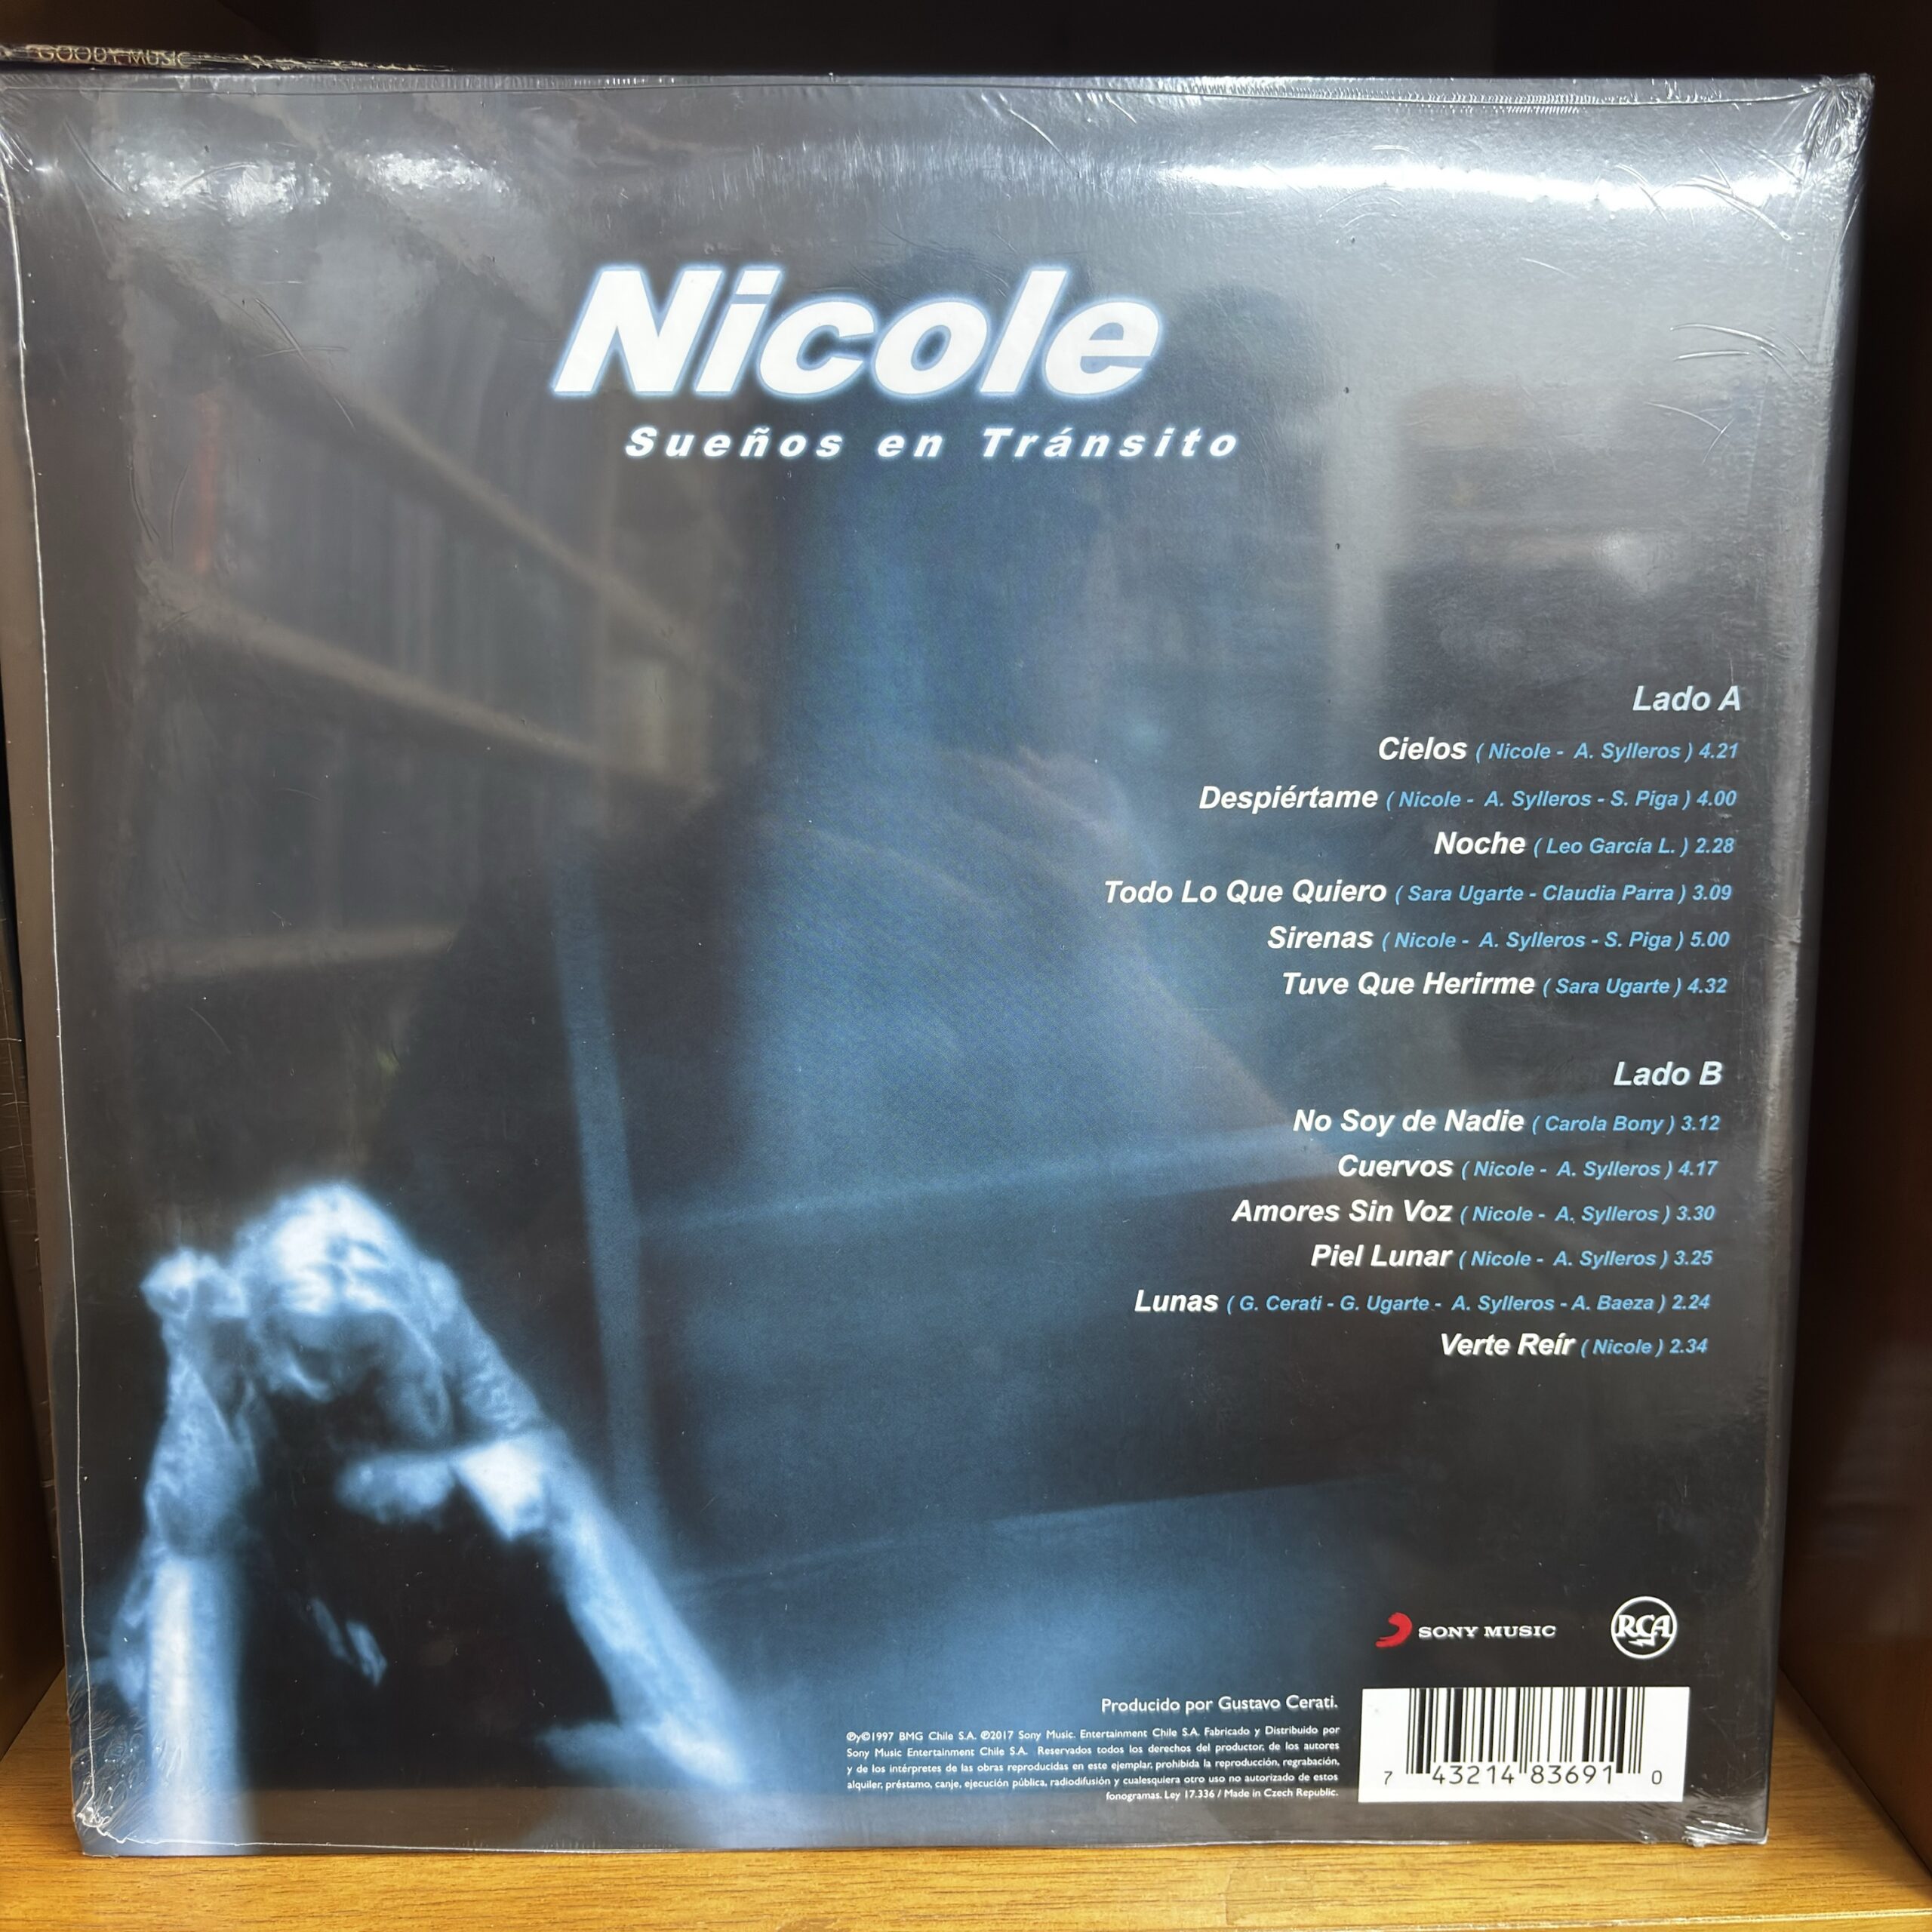 GOODY MUSIC
Nicole
Sueños en Tránsito
Lado A
Cielos ( Nicole - A. Sylleros ) 4.21
Despiértame ( Nicole - A. Sylleros - S. Piga ) 4.00
Noche ( Leo García L. ) 2.28
Todo Lo Que Quiero ( Sara Ugarte - Claudia Parra ) 3.09
Sirenas ( Nicole - A. Sylleros - S. Piga ) 5.00
Tuve Que Herirme ( Sara Ugarte ) 4.32
Lado B
No Soy de Nadie ( Carola Bony ) 3.12
Cuervos ( Nicole - A. Sylleros ) 4.17
Amores Sin Voz ( Nicole - A. Sylleros ) 3.30
Piel Lunar ( Nicole - A. Sylleros ) 3.25
Lunas ( G. Cerati - G. Ugarte - A. Sylleros - A. Baeza ) 2.24
Verte Reír ( Nicole ) 2.34
SONY MUSIC RCA
Producido por Gustavo Cerati.
℗y©1997 BMG Chile S.A. ℗2017 Sony Music. Entertainment Chile S.A. Fabricado y Distribuido por
Sony Music Entertainment Chile S.A. Reservados todos los derechos del productor, de los autores
y de los intérpretes de las obras reproducidas en este ejemplar, prohibida la reproducción, regrabación,
alquiler, préstamo, canje, ejecución pública, radiodifusión y cualesquiera otro uso no autorizado de estos
fonogramas. Ley 17.336 / Made in Czech Republic.
7 43214 83691 0